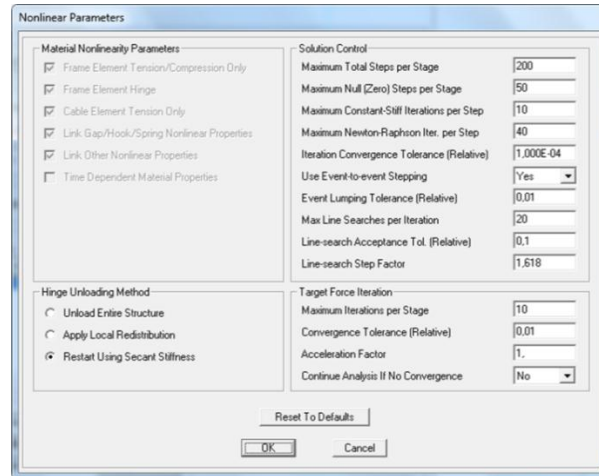 Nonlinear Parameters
Material Nonlinearity Parameters
Frame Element Tension/Compression Only
Frame Element Hinge
Cable Element Tension Only
Link Gap/Hook/Spring Nonlinear Properties
Link Other Nonlinear Properties
Time Dependent Material Properties
Solution Control
Maximum Total Steps per Stage 200
Maximum Null (Zero) Steps per Stage 50
Maximum Constant-Stiff Iterations per Step 10
Maximum Newton-Raphson Iter. per Step 40
Iteration Convergence Tolerance (Relative) 1,000E-04
Use Event-to-event Stepping Yes
Event Lumping Tolerance (Relative) 0,01
Max Line Searches per Iteration 20
Line-search Acceptance Tol. (Relative) 0,1
Line-search Step Factor 1,618
Hinge Unloading Method
Unload Entire Structure
Apply Local Redistribution
Restart Using Secant Stiffness
Target Force Iteration
Maximum Iterations per Stage 10
Convergence Tolerance (Relative) 0,01
Acceleration Factor 1,
Continue Analysis If No Convergence No
Reset To Defaults
OK Cancel